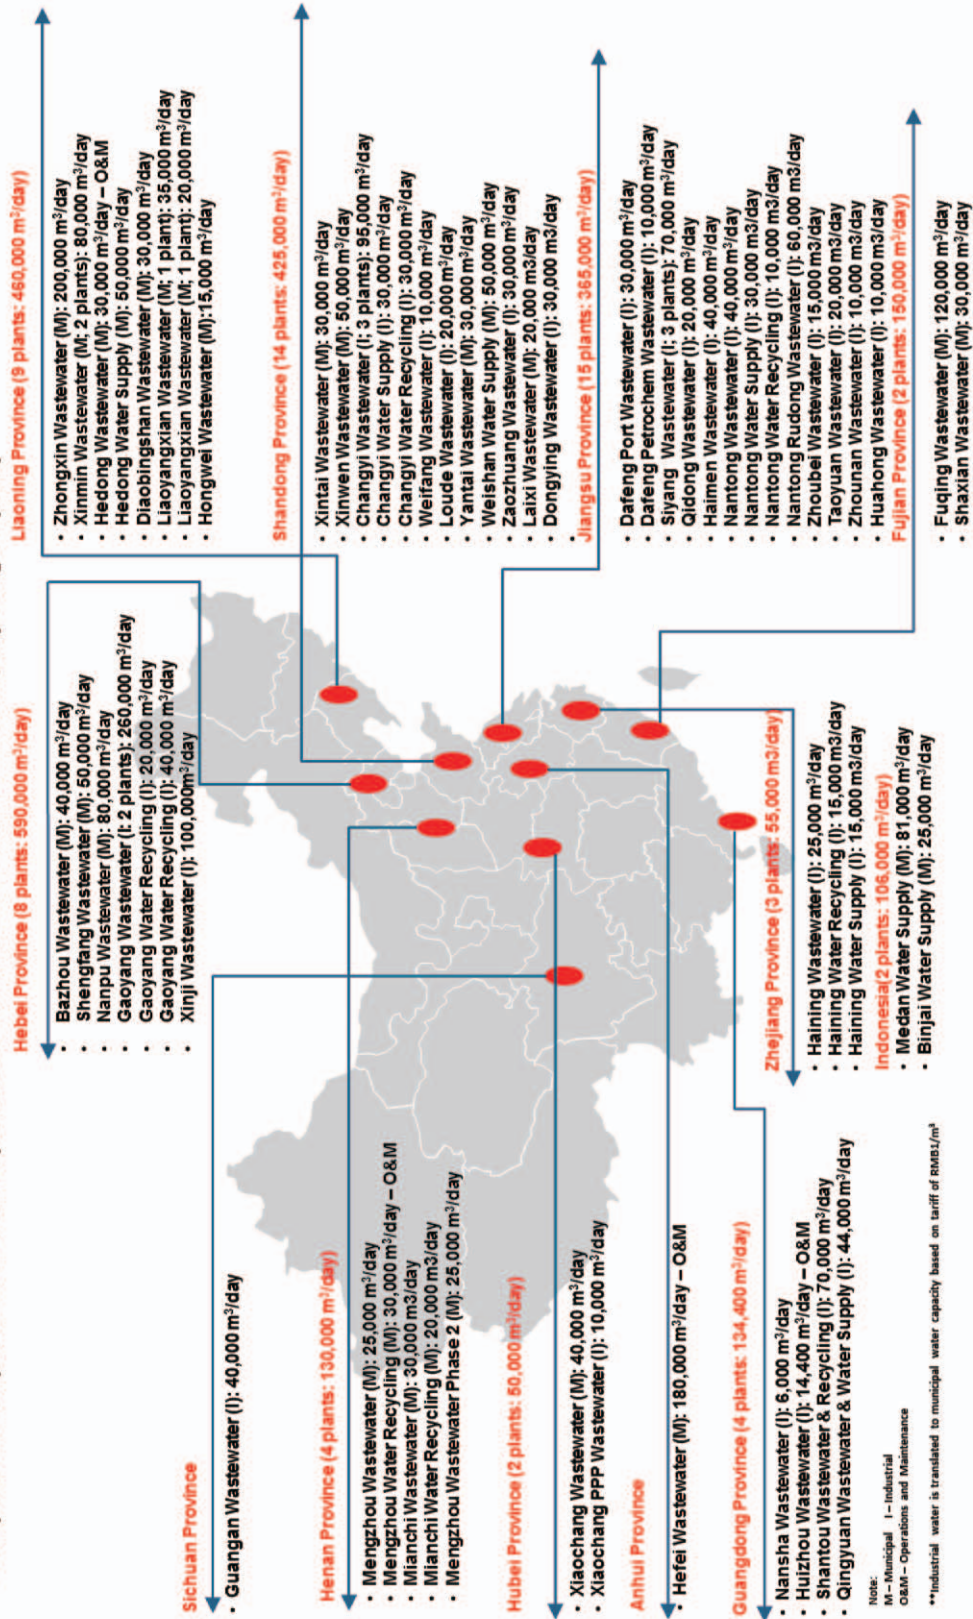 Sichuan Province
• Guangan Wastewater (I): 40,000 m³/day
Henan Province (4 plants: 130,000 m³/day)
• Mengzhou Wastewater (M): 25,000 m³/day
• Mengzhou Water Recycling (M): 30,000 m³/day – O&M
• Mianchi Wastewater (M): 30,000 m3/day
• Mianchi Water Recycling (M): 20,000 m3/day
• Mengzhou Wastewater Phase 2 (M): 25,000 m³/day
Hubei Province (2 plants: 50,000 m³/day)
• Xiaochang Wastewater (M): 40,000 m³/day
• Xiaochang PPP Wastewater (I): 10,000 m³/day
Anhui Province
• Hefei Wastewater (M): 180,000 m³/day – O&M
Guangdong Province (4 plants: 134,400 m³/day)
• Nansha Wastewater (I): 6,000 m³/day
• Huizhou Wastewater (I): 14,400 m³/day – O&M
• Shantou Wastewater & Recycling (I): 70,000 m³/day
• Qingyuan Wastewater & Water Supply (I): 44,000 m³/day
Note:
M – Municipal I – Industrial
O&M – Operations and Maintenance
**Industrial water is translated to municipal water capacity based on tariff of RMB1/m³
Hebei Province (8 plants: 590,000 m³/day)
• Bazhou Wastewater (M): 40,000 m³/day
• Shengfang Wastewater (M): 50,000 m³/day
• Nanpu Wastewater (M): 80,000 m³/day
• Gaoyang Wastewater (I: 2 plants): 260,000 m³/day
• Gaoyang Water Recycling (I): 20,000 m³/day
• Gaoyang Water Recycling (I): 40,000 m³/day
• Xinji Wastewater (I): 100,000m³/day
Zhejiang Province (3 plants: 55,000 m3/day)
• Haining Wastewater (I): 25,000 m³/day
• Haining Water Recycling (I): 15,000 m³/day
• Haining Water Supply (I): 15,000 m³/day
Indonesia(2 plants: 106,000 m³/day)
• Medan Water Supply (M): 81,000 m³/day
• Binjai Water Supply (M): 25,000 m³/day
Liaoning Province (9 plants: 460,000 m³/day)
• Zhongxin Wastewater (M): 200,000 m³/day
• Xinmin Wastewater (M; 2 plants): 80,000 m³/day
• Hedong Wastewater (M): 30,000 m³/day – O&M
• Hedong Water Supply (M): 50,000 m³/day
• Diaobingshan Wastewater (M): 30,000 m³/day
• Liaoyangxian Wastewater (M; 1 plant): 35,000 m³/day
• Liaoyangxian Wastewater (M; 1 plant): 20,000 m³/day
• Hongwei Wastewater (M):15,000 m³/day
Shandong Province (14 plants: 425,000 m³/day)
• Xintai Wastewater (M): 30,000 m³/day
• Xinwen Wastewater (M): 50,000 m³/day
• Changyi Wastewater (I; 3 plants): 95,000 m³/day
• Changyi Water Supply (I): 30,000 m³/day
• Changyi Water Recycling (I): 30,000 m³/day
• Weifang Wastewater (I): 10,000 m³/day
• Loude Wastewater (I): 20,000 m³/day
• Yantai Wastewater (M): 30,000 m³/day
• Weishan Water Supply (M): 50,000 m³/day
• Zaozhuang Wastewater (I): 30,000 m³/day
• Laixi Wastewater (M): 20,000 m3/day
• Dongying Wastewater (I): 30,000 m³/day
•
Jiangsu Province (15 plants: 365,000 m³/day)
• Dafeng Port Wastewater (I): 30,000 m³/day
• Dafeng Petrochem Wastewater (I): 10,000 m³/day
• Siyang Wastewater (I; 3 plants): 70,000 m³/day
• Qidong Wastewater (I): 20,000 m³/day
• Haimen Wastewater (I): 40,000 m³/day
• Nantong Wastewater (I): 40,000 m³/day
• Nantong Water Supply (I): 30,000 m³/day
• Nantong Water Recycling (I): 10,000 m3/day
• Nantong Rudong Wastewater (I): 60,000 m3/day
• Zhoubei Wastewater (I): 15,000 m3/day
• Taoyuan Wastewater (I): 20,000 m³/day
• Zhounan Wastewater (I): 10,000 m³/day
• Huahong Wastewater (I): 10,000 m³/day
Fujian Province (2 plants: 150,000 m³/day)
• Fuqing Wastewater (M): 120,000 m³/day
• Shaxian Wastewater (M): 30,000 m³/day